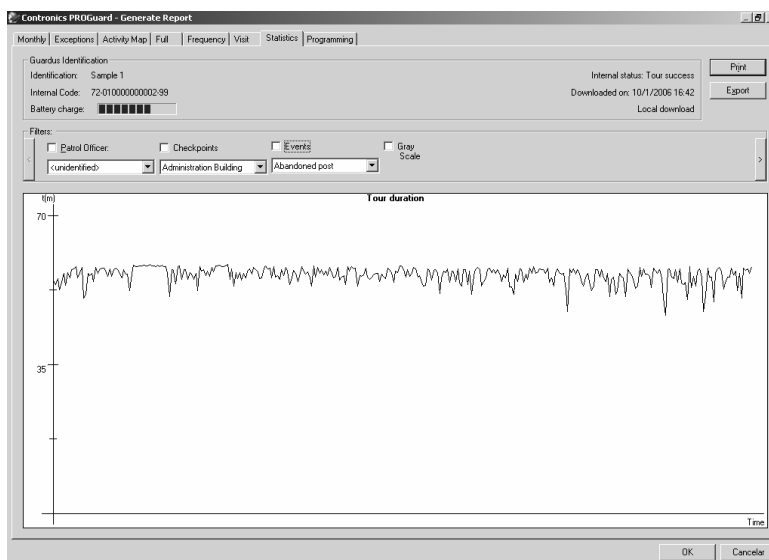 Contronics PROGuard - Generate Report
Monthly Exceptions Activity Map Full Frequency Visit Statistics Programming
Guardus Identification
Identification: Sample 1
Internal status: Tour success
Print
Internal Code: 72-010000000002-99
Downloaded on: 10/1/2006 16:42
Export
Battery charge:
Local download
Filters:
< Patrol Officer: Checkpoints Events Gray Scale >
<unidentified> Administration Building Abandoned post
t(m) Tour duration
70
35
Time
OK Cancelar